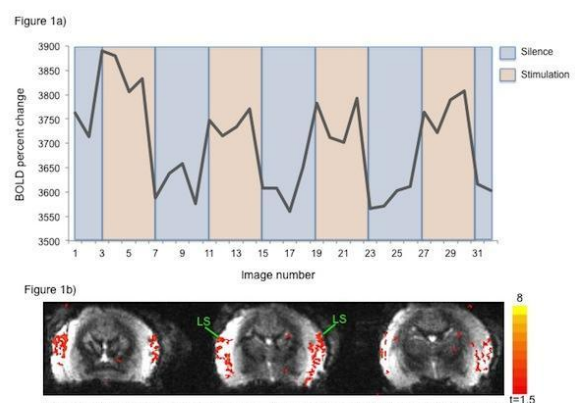 Figure 1a)
BOLD percent change
3900
3850
3800
3750
3700
3650
3600
3550
3500
1 3 5 7 9 11 13 15 17 19 21 23 25 27 29 31
Image number
Silence
Stimulation
Figure 1b)
LS
LS
8
t=1.5